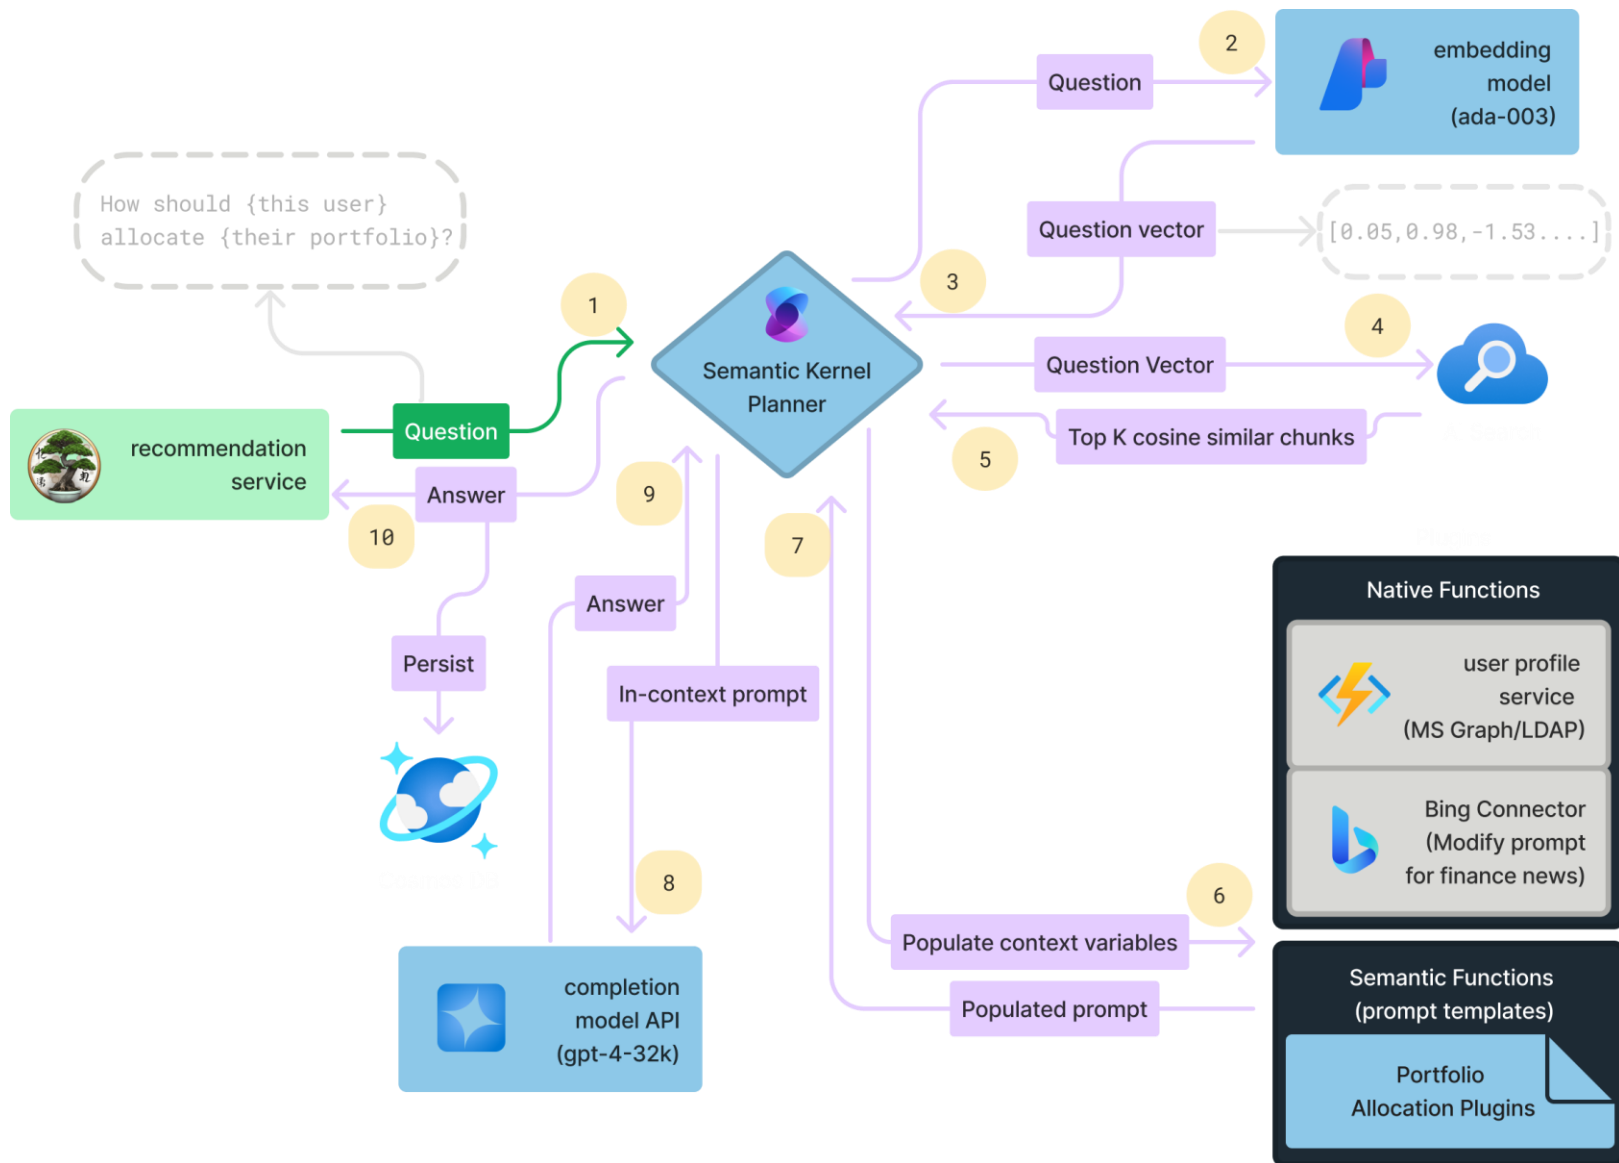 2
Question
embedding
model
(ada-003)
How should {this user}
allocate {their portfolio}?
Question vector
[0.05,0.98,-1.53....]
3
1
4
Semantic Kernel
Planner
Question Vector
Question
Top K cosine similar chunks
5
recommendation
service
Answer
9
10
7
Answer
Native Functions
Persist
In-context prompt
user profile
service
(MS Graph/LDAP)
Bing Connector
(Modify prompt
for finance news)
8
6
Populate context variables
completion
model API
(gpt-4-32k)
Populated prompt
Semantic Functions
(prompt templates)
Portfolio
Allocation Plugins